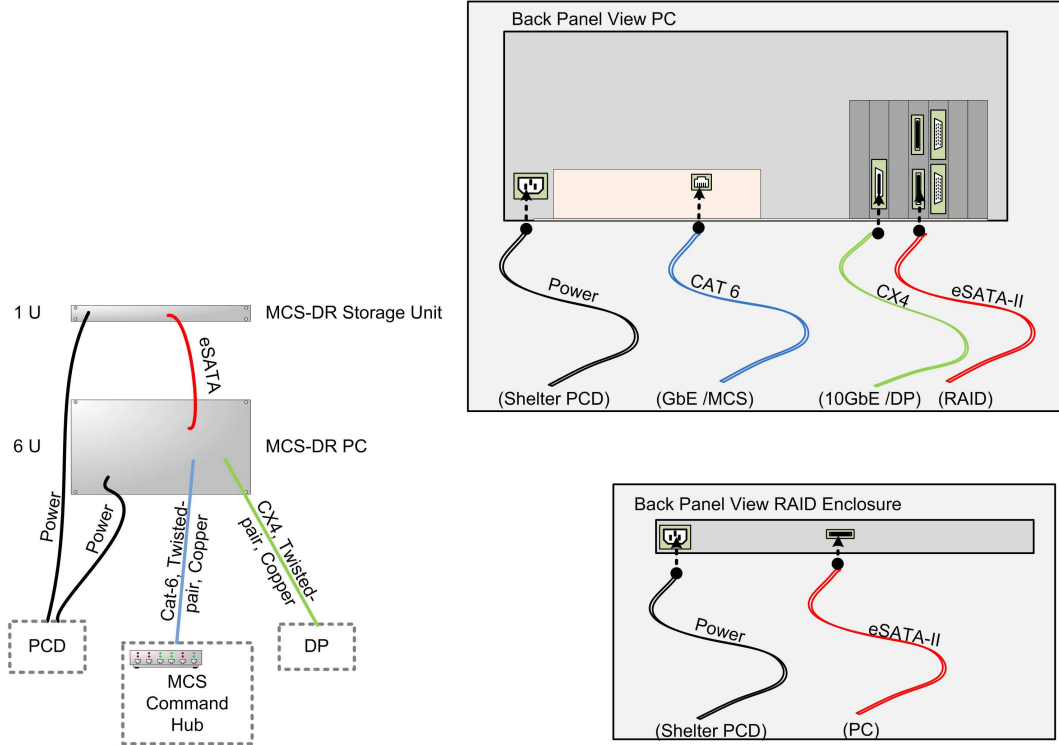 Back Panel View PC
Power
CAT 6
CX4
eSATA-II
(Shelter PCD)
(GbE /MCS)
(10GbE /DP)
(RAID)
1 U
MCS-DR Storage Unit
eSATA
6 U
MCS-DR PC
Power
Power
Cat-6, Twisted-
pair, Copper
CX4, Twisted-
pair, Copper
PCD
MCS
Command
Hub
DP
Back Panel View RAID Enclosure
Power
eSATA-II
(Shelter PCD)
(PC)